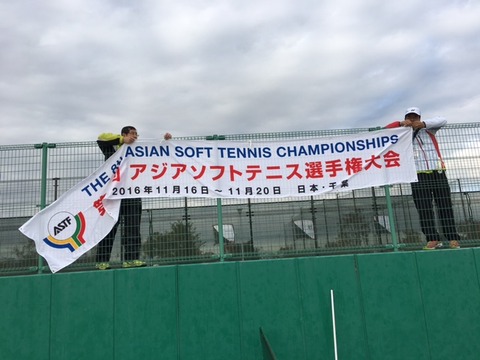 THE 8 ASIAN SOFT TENNIS CHAMPIONSHIPS
アジアソフトテニス選手権大会
2016年11月16日～11月20日 日本・千葉
ASTF